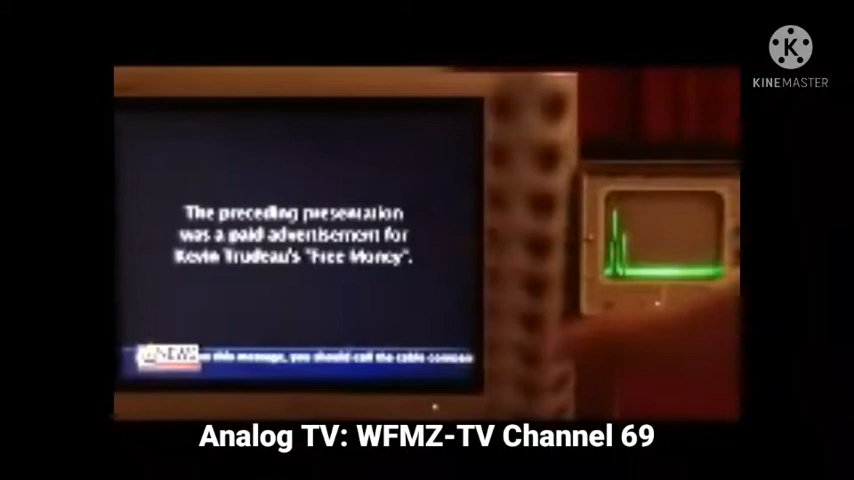 K
KINEMASTER
The preceding presentation
was a paid advertisement for
Kevin Trudeau's "Free Money".
NEWS this message, you should call the cable
Analog TV: WFMZ-TV Channel 69